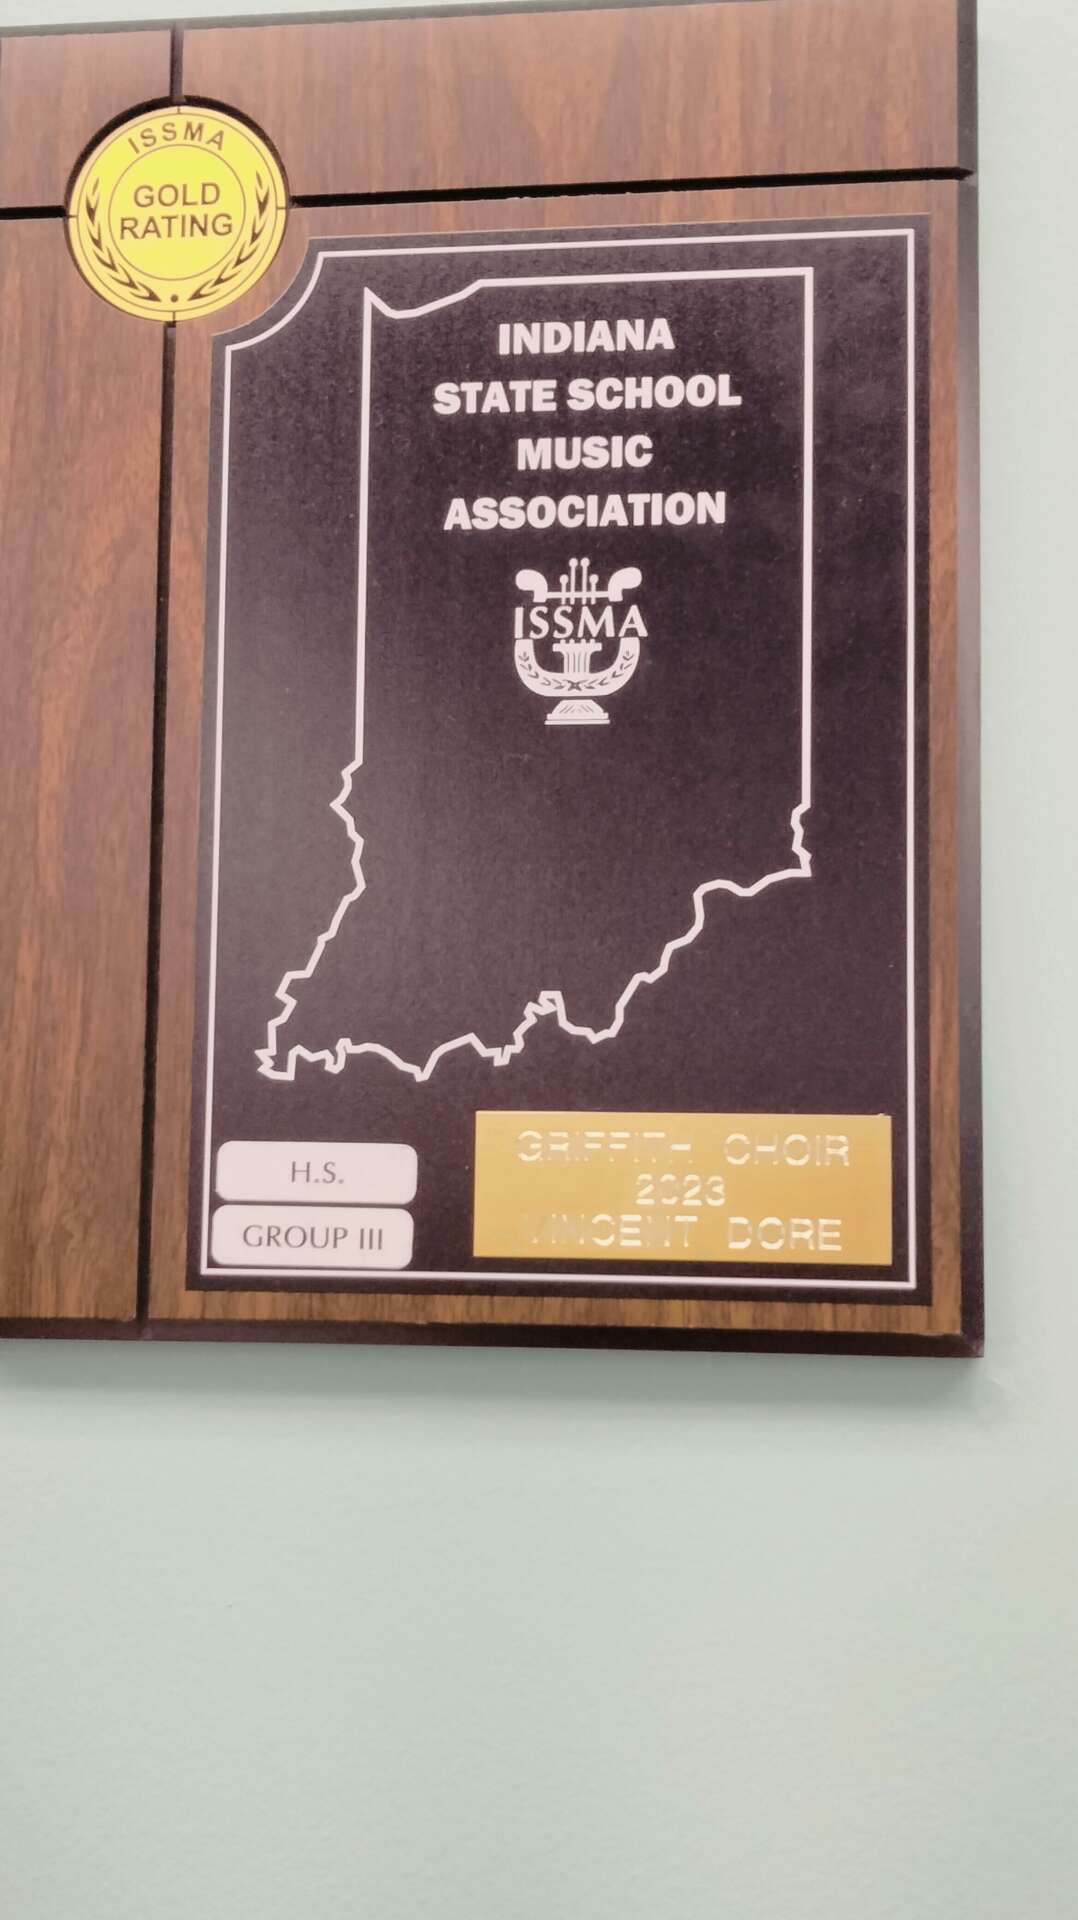 ISSMA
GOLD
RATING
INDIANA
STATE SCHOOL
MUSIC
ASSOCIATION
ISSMA
H.S.
GROUP III
GRIFFITH CHOIR
2023
VINCENT DORE